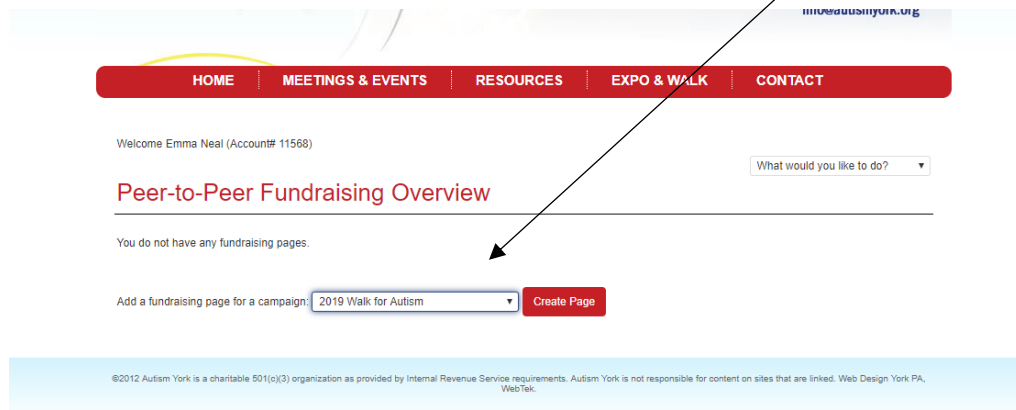 info@autismyork.org
HOME MEETINGS & EVENTS RESOURCES EXPO & WALK CONTACT
Welcome Emma Neal (Account# 11568)
What would you like to do?
Peer-to-Peer Fundraising Overview
You do not have any fundraising pages.
Add a fundraising page for a campaign: 2019 Walk for Autism Create Page
©2012 Autism York is a charitable 501(c)(3) organization as provided by Internal Revenue Service requirements. Autism York is not responsible for content on sites that are linked. Web Design York PA,
WebTek.